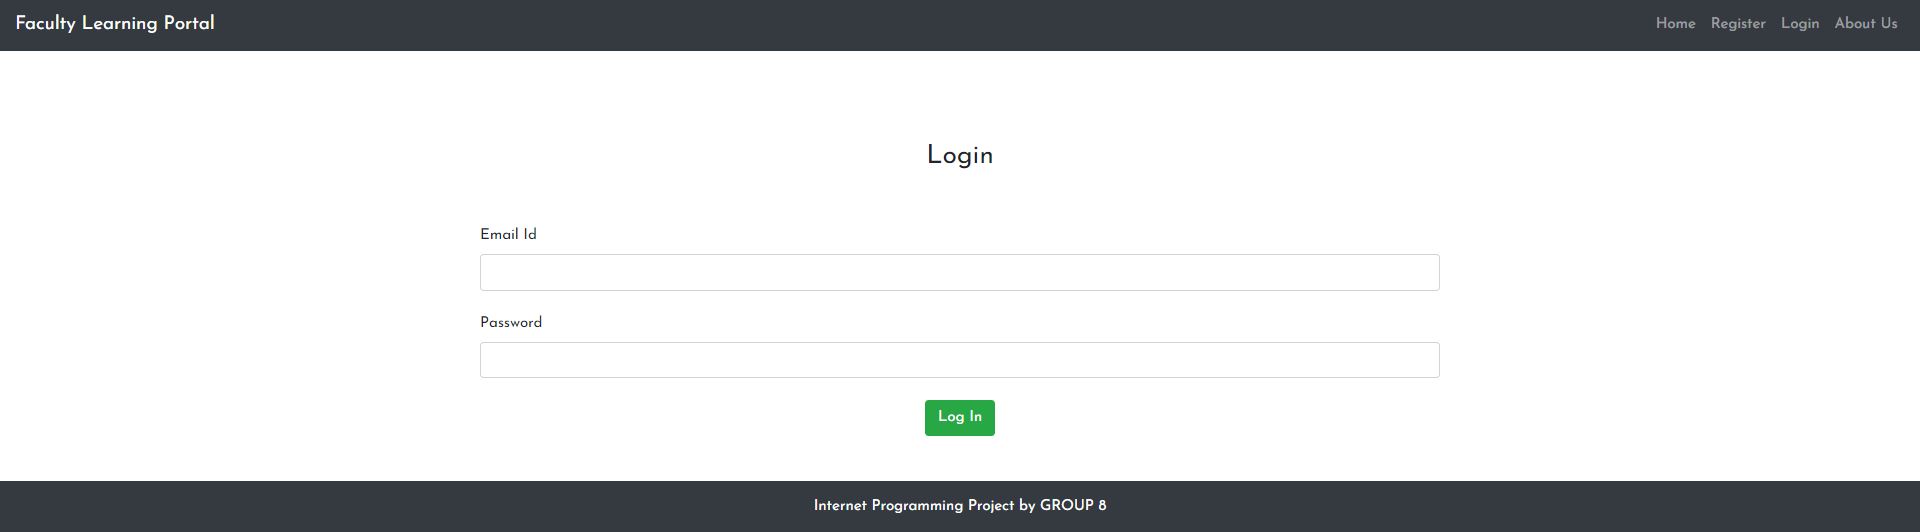 Faculty Learning Portal
Home Register Login About Us
Login
Email Id
Password
Log In
Internet Programming Project by GROUP 8